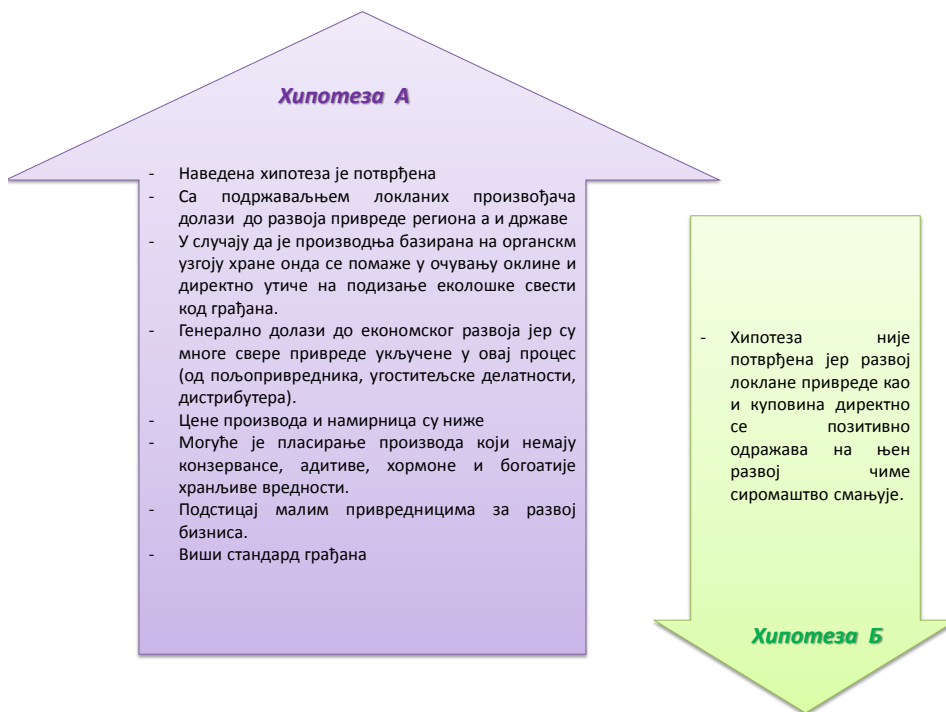 Хипотеза А
- Наведена хипотеза је потврђена
- Са подржаваљњем локланих произвођача
долази до развоја привреде региона а и државе
- У случају да је производња базирана на органскм
узгоју хране онда се помаже у очувању оклине и
директно утиче на подизање еколошке свести
код грађана.
- Генерално долази до економског развоја јер су
многе свере привреде укључене у овај процес
(од пољопривредника, угоститељске делатности,
дистрибутера).
- Цене производа и намирница су ниже
- Могуће је пласирање производа који немају
конзервансе, адитиве, хормоне и богоатије
хранљиве вредности.
- Подстицај малим привредницима за развој
бизниса.
- Виши стандард грађана
- Хипотеза није
потврђена јер развој
локлане привреде као
и куповина директно
се позитивно
одражава на њен
развој чиме
сиромаштво смањује.
Хипотеза Б